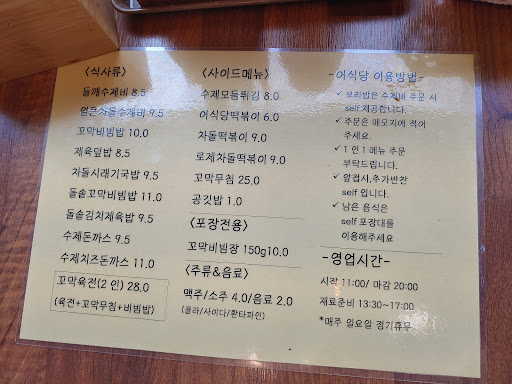 <식사류>
들깨수제비 8.5
얼큰차돌수제비 9.5
꼬막비빔밥 10.0
제육덮밥 8.5
차돌시래기국밥 9.5
돌솥꼬막비빔밥 11.0
돌솥김치제육밥 9.5
수제돈까스 9.5
수제치즈돈까스 11.0
꼬막육전(2 인) 28.0
(육전+꼬막무침+비빔밥)
<사이드메뉴>
수제모듬튀김 8.0
어식당떡볶이 6.0
차돌떡볶이 9.0
로제차돌떡볶이 9.0
꼬막무침 25.0
공깃밥 1.0
<포장전용>
꼬막비빔장 150g10.0
<주류&음료>
맥주/소주 4.0/음료 2.0
(콜라/사이다/환타파인)
-어식당 이용방법-
✓ 보리밥은 수제비 주문 시
self 제공합니다.
✓ 주문은 메모지에 적어
주세요.
✓ 1 인 1 메뉴 주문
부탁드립니다.
✓ 앞접시,추가반찬
self 입니다.
✓ 남은 음식은
self 포장대를
이용해주세요
-영업시간-
시작 11:00/ 마감 20:00
재료준비 13:30~17:00
*매주 일요일 정기휴무